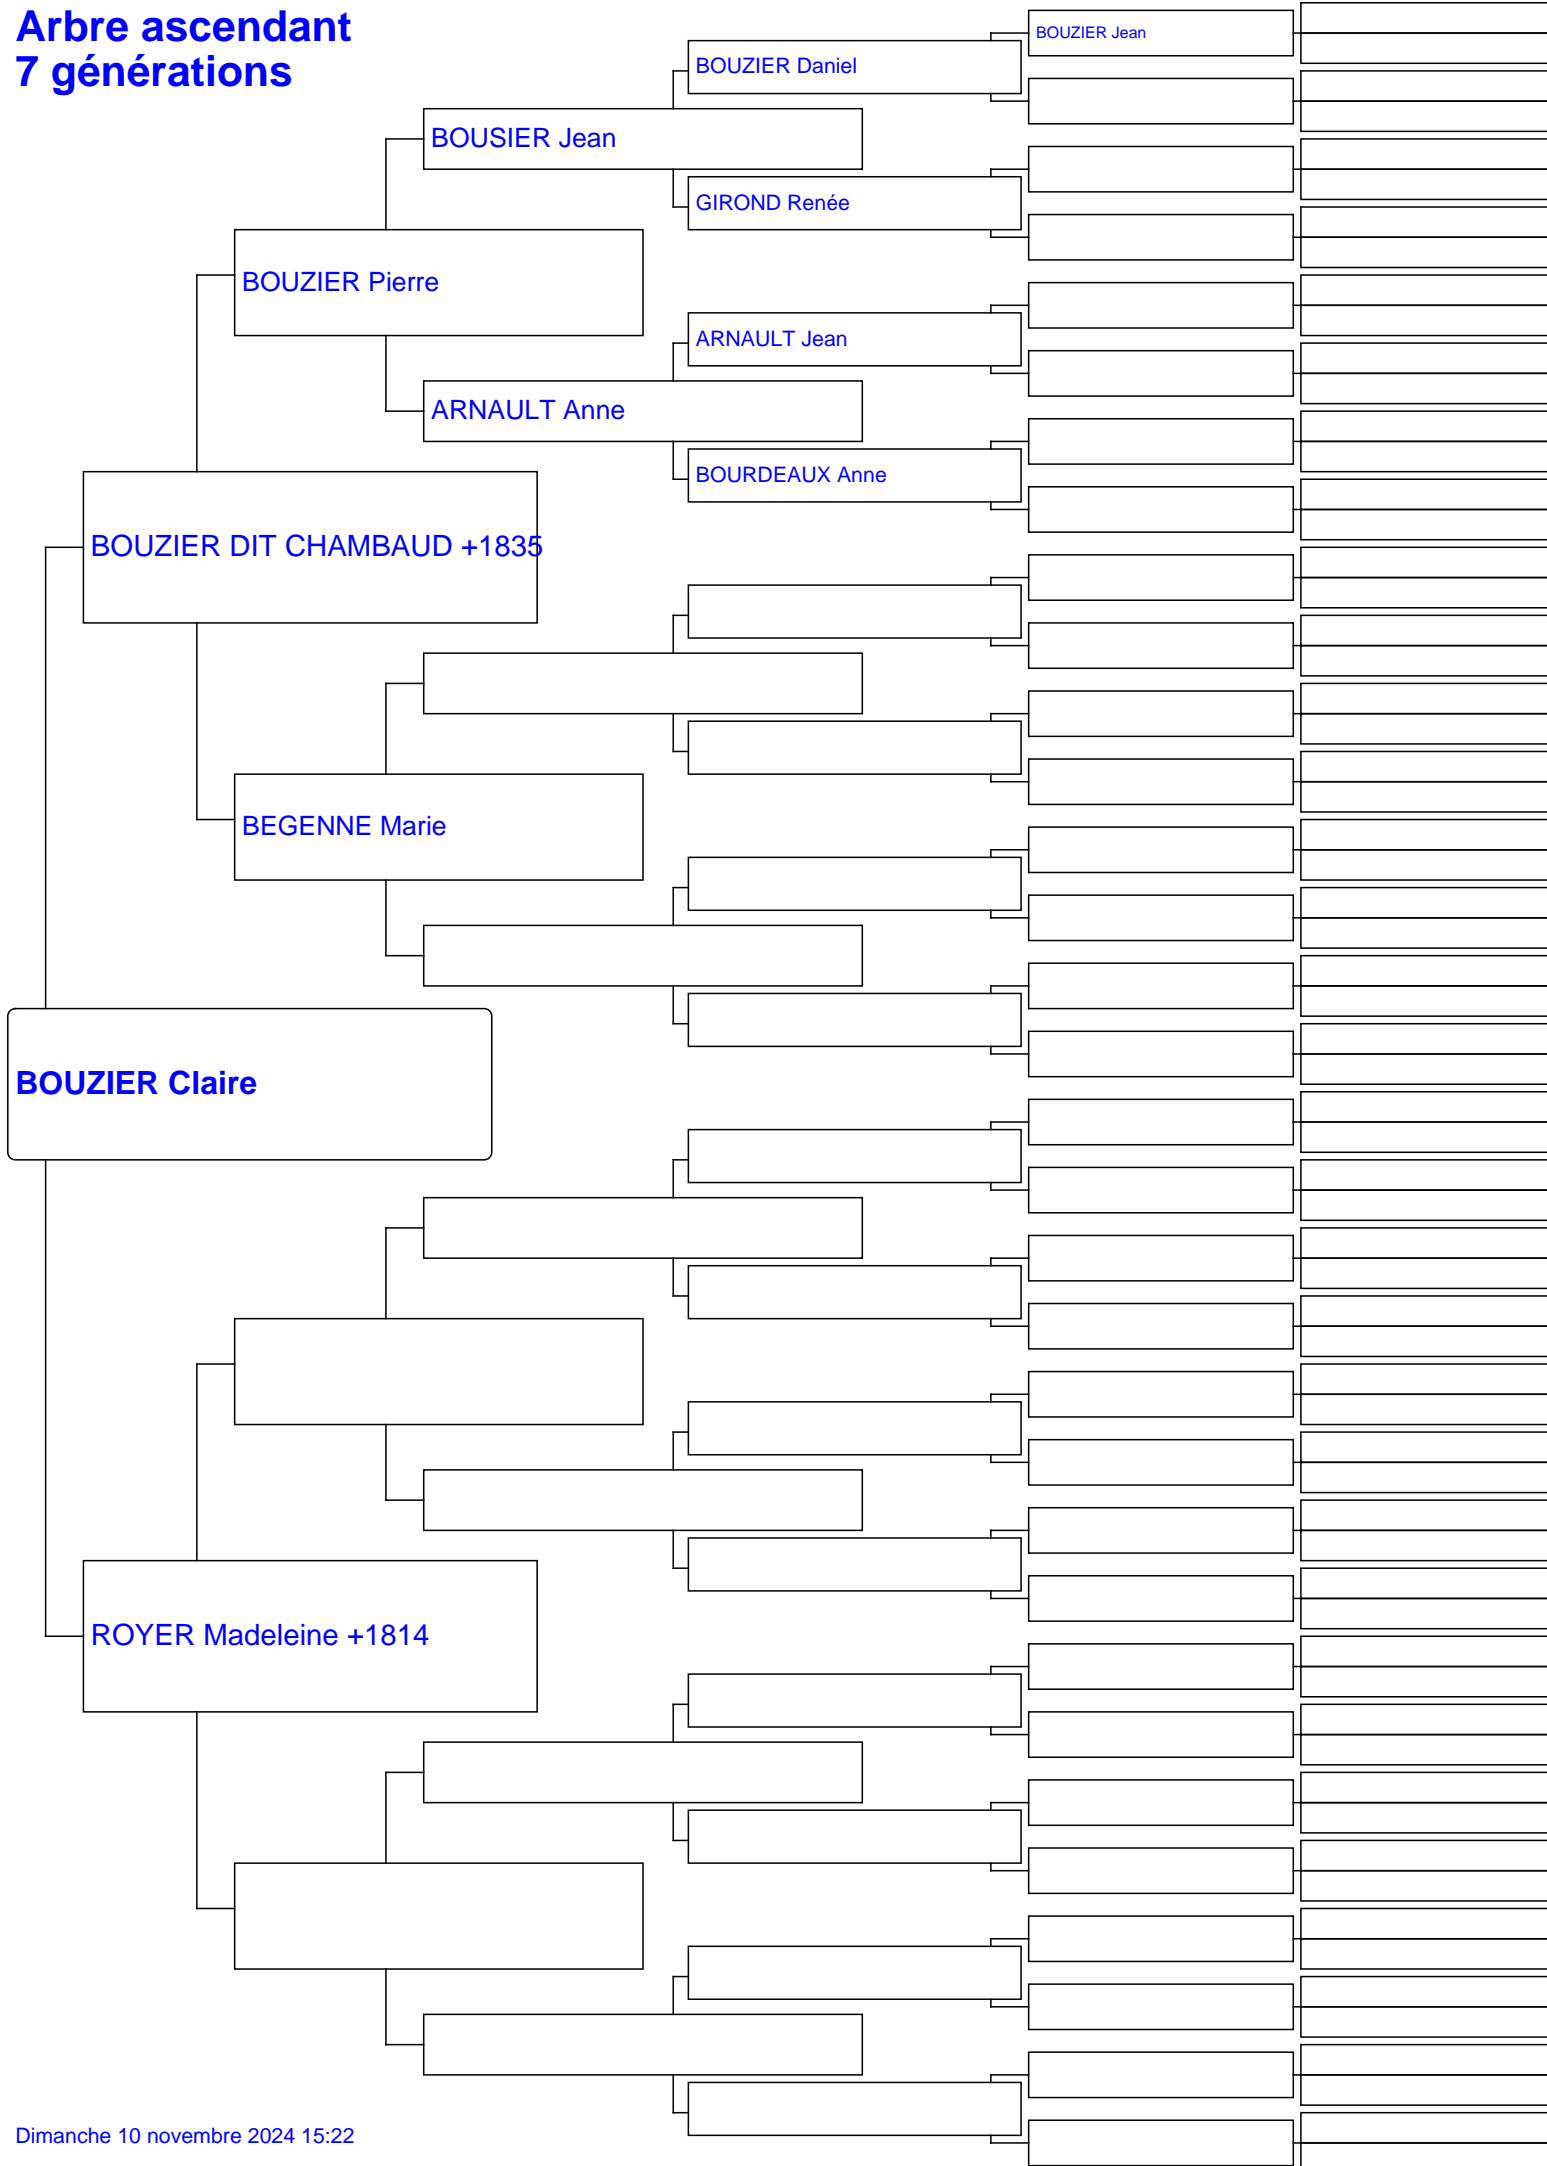 Arbre ascendant
7 générations
BOUZIER Jean
BOUZIER Daniel
BOUSIER Jean
GIROND Renée
BOUZIER Pierre
ARNAULT Jean
ARNAULT Anne
BOURDEAUX Anne
BOUZIER DIT CHAMBAUD +1835
BEGENNE Marie
BOUZIER Claire
ROYER Madeleine +1814
Dimanche 10 novembre 2024 15:22